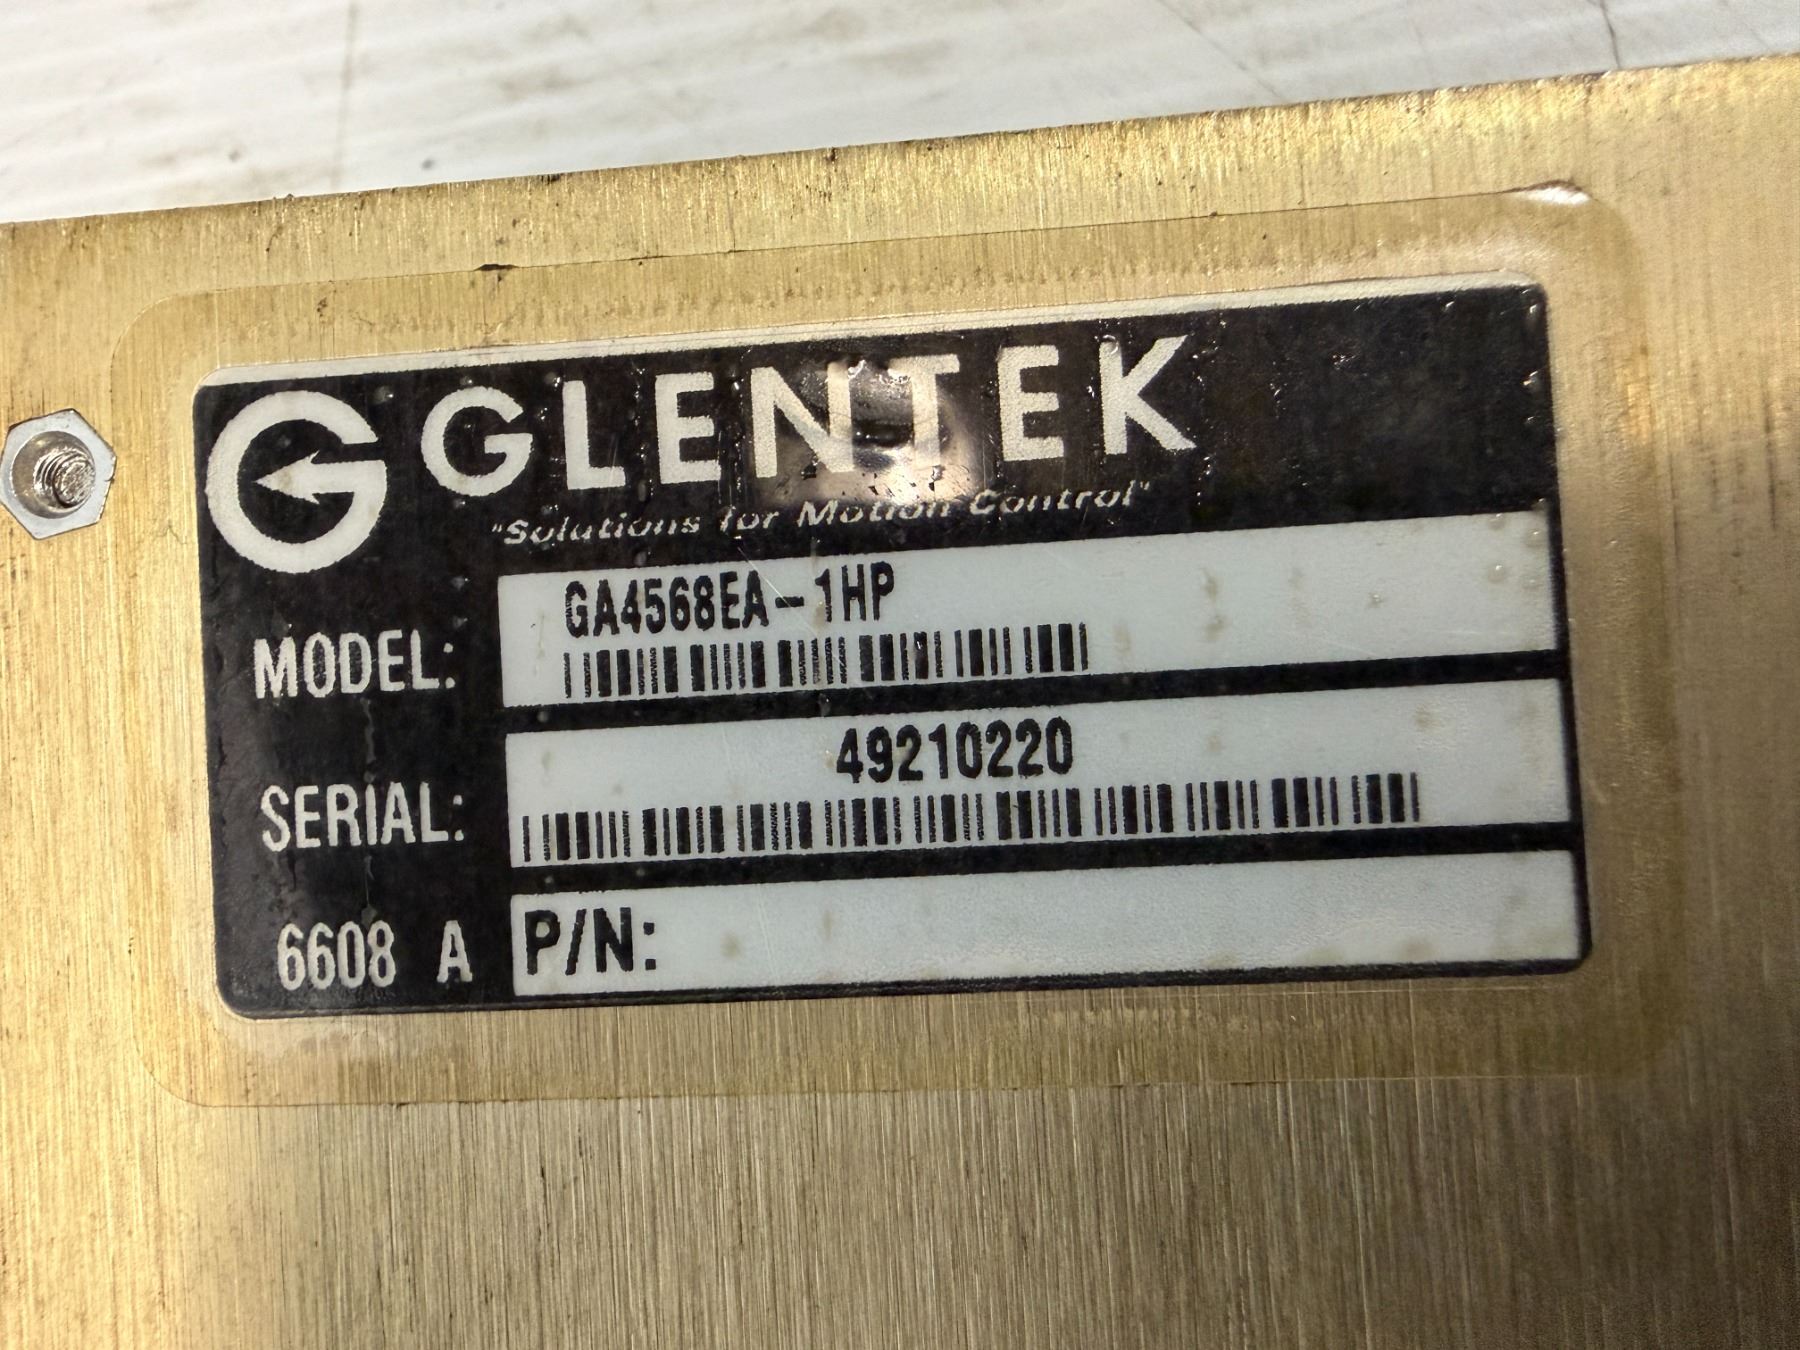 GLENTEK
"Solutions for Motion Control"
MODEL: GA4568EA-1HP
SERIAL: 49210220
6608 A P/N: